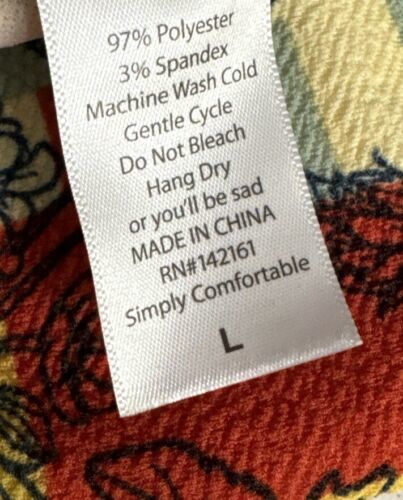 97% Polyester
3% Spandex
Machine Wash Cold
Gentle Cycle
Do Not Bleach
Hang Dry
or you'll be sad
MADE IN CHINA
RN#142161
Simply Comfortable
L